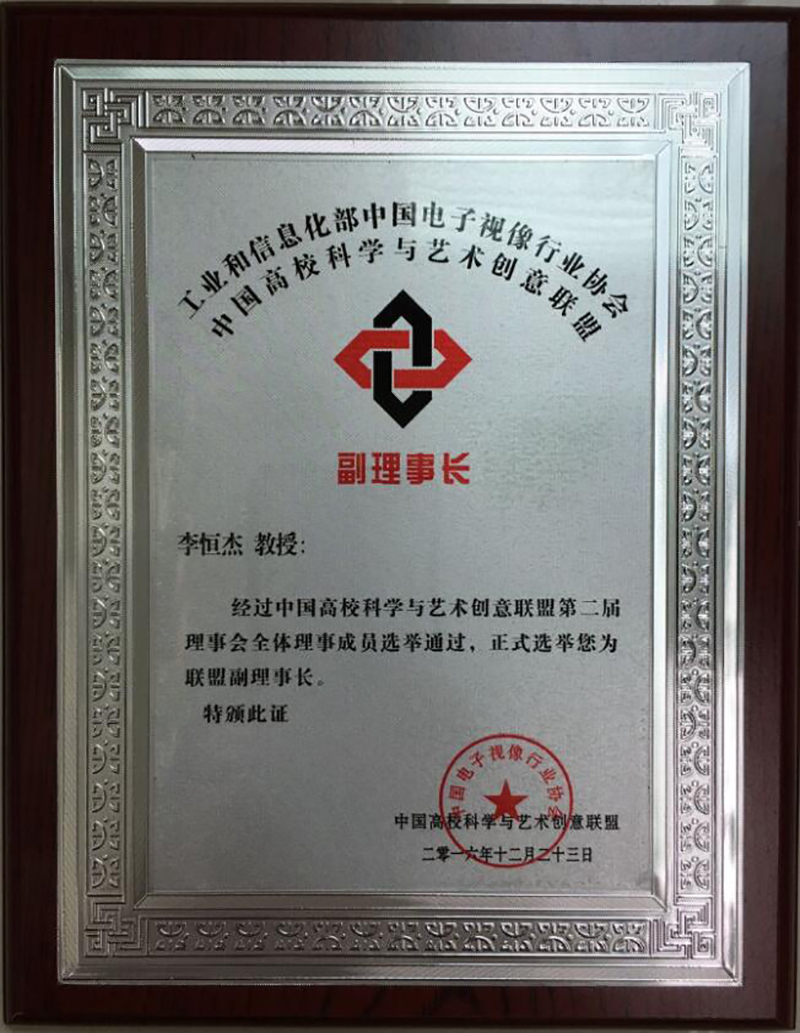 工业和信息化部中国电子视像行业协会
中国高校科学与艺术创意联盟
副理事长
李恒杰 教授：
经过中国高校科学与艺术创意联盟第二届
理事会全体理事成员选举通过，正式选举您为
联盟副理事长。
特颁此证
中国电子视像行业协会
中国高校科学与艺术创意联盟
二零一六年十二月二十三日